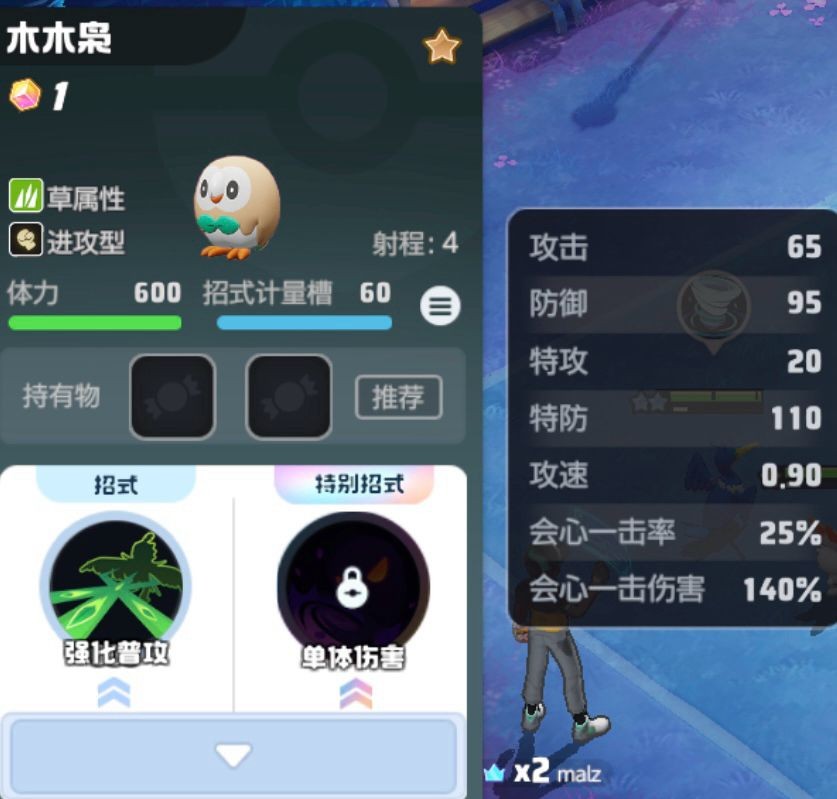 木木枭
1
草属性
进攻型
射程: 4
体力 600 招式计量槽 60
持有物 推荐
招式 特别招式
强化普攻 单体伤害
攻击 65
防御 95
特攻 20
特防 110
攻速 0.90
会心一击率 25%
会心一击伤害 140%
x2 malz